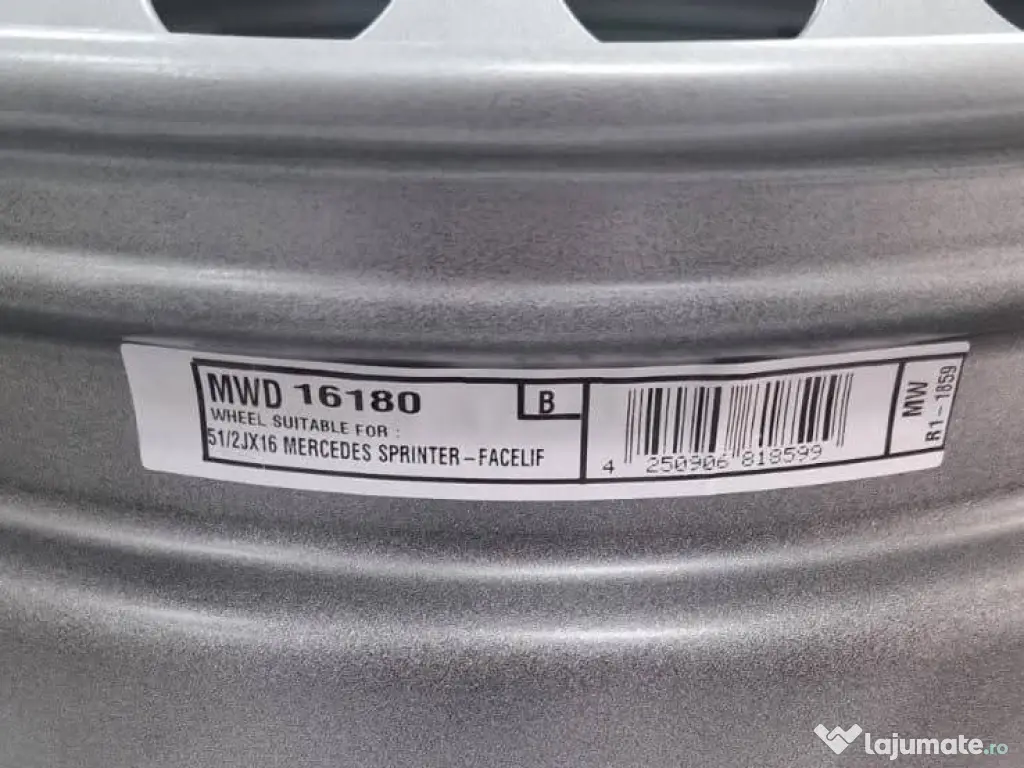 MWD 16180
B
WHEEL SUITABLE FOR :
51/2JX16 MERCEDES SPRINTER-FACELIF
4 250906 818599
MW
R1-1859
lajumate.ro